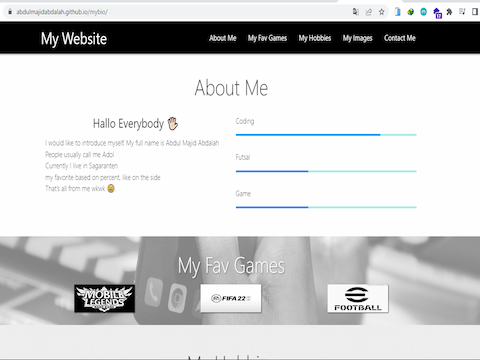 abdulmajidabdalah.github.io/mybio/
My Website
About Me
My Fav Games
My Hobbies
My Images
Contact Me
About Me
Hallo Everybody 🖐🏻
I would like to introduce myself. My full name is Abdul Majid Abdalah
People usually call me Adol
Currently I live in Sagaranten
my favorite based on percent, like on the side
That's all from me wkwk 😄
Coding
Futsal
Game
My Fav Games
MOBILE
LEGENDS
FIFA 22
FOOTBALL